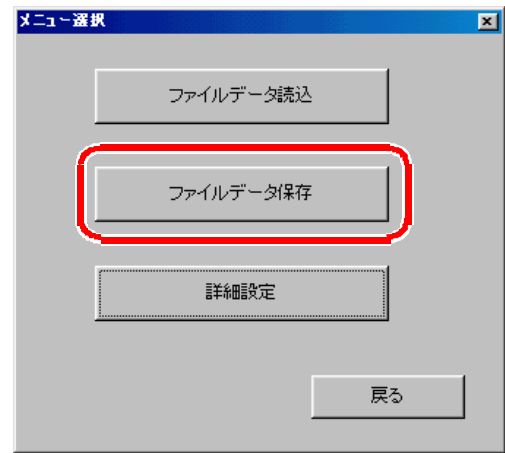 メニュー選択
ファイルデータ読込
ファイルデータ保存
詳細設定
戻る